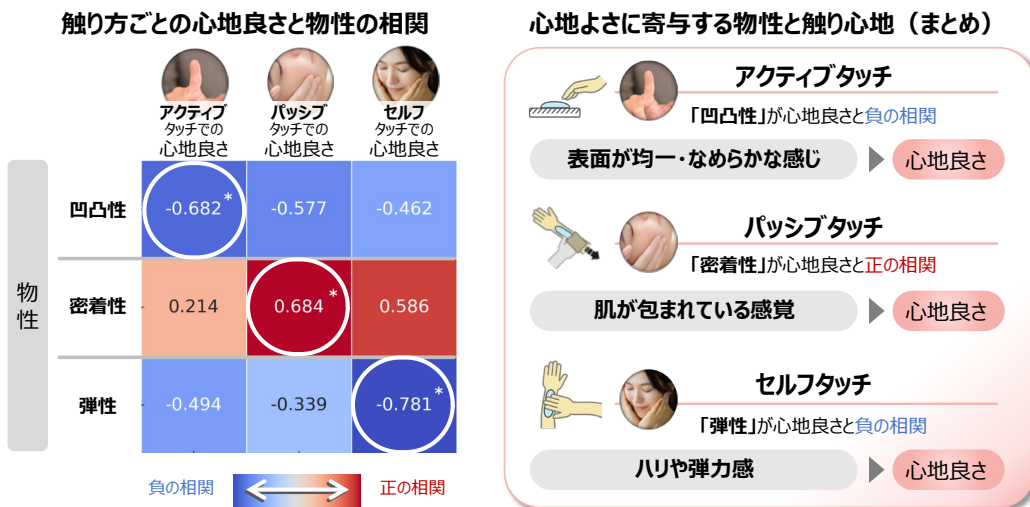 触り方ごとの心地良さと物性の相関
アクティブ
タッチでの
心地良さ
パッシブ
タッチでの
心地良さ
セルフ
タッチでの
心地良さ
物性
凹凸性
-0.682 *
-0.577
-0.462
密着性
0.214
0.684 *
0.586
弾性
-0.494
-0.339
-0.781 *
負の相関
正の相関
心地よさに寄与する物性と触り心地（まとめ）
アクティブタッチ
「凹凸性」が心地良さと負の相関
表面が均一・なめらかな感じ
心地良さ
パッシブタッチ
「密着性」が心地良さと正の相関
肌が包まれている感覚
心地良さ
セルフタッチ
「弾性」が心地良さと負の相関
ハリや弾力感
心地良さ